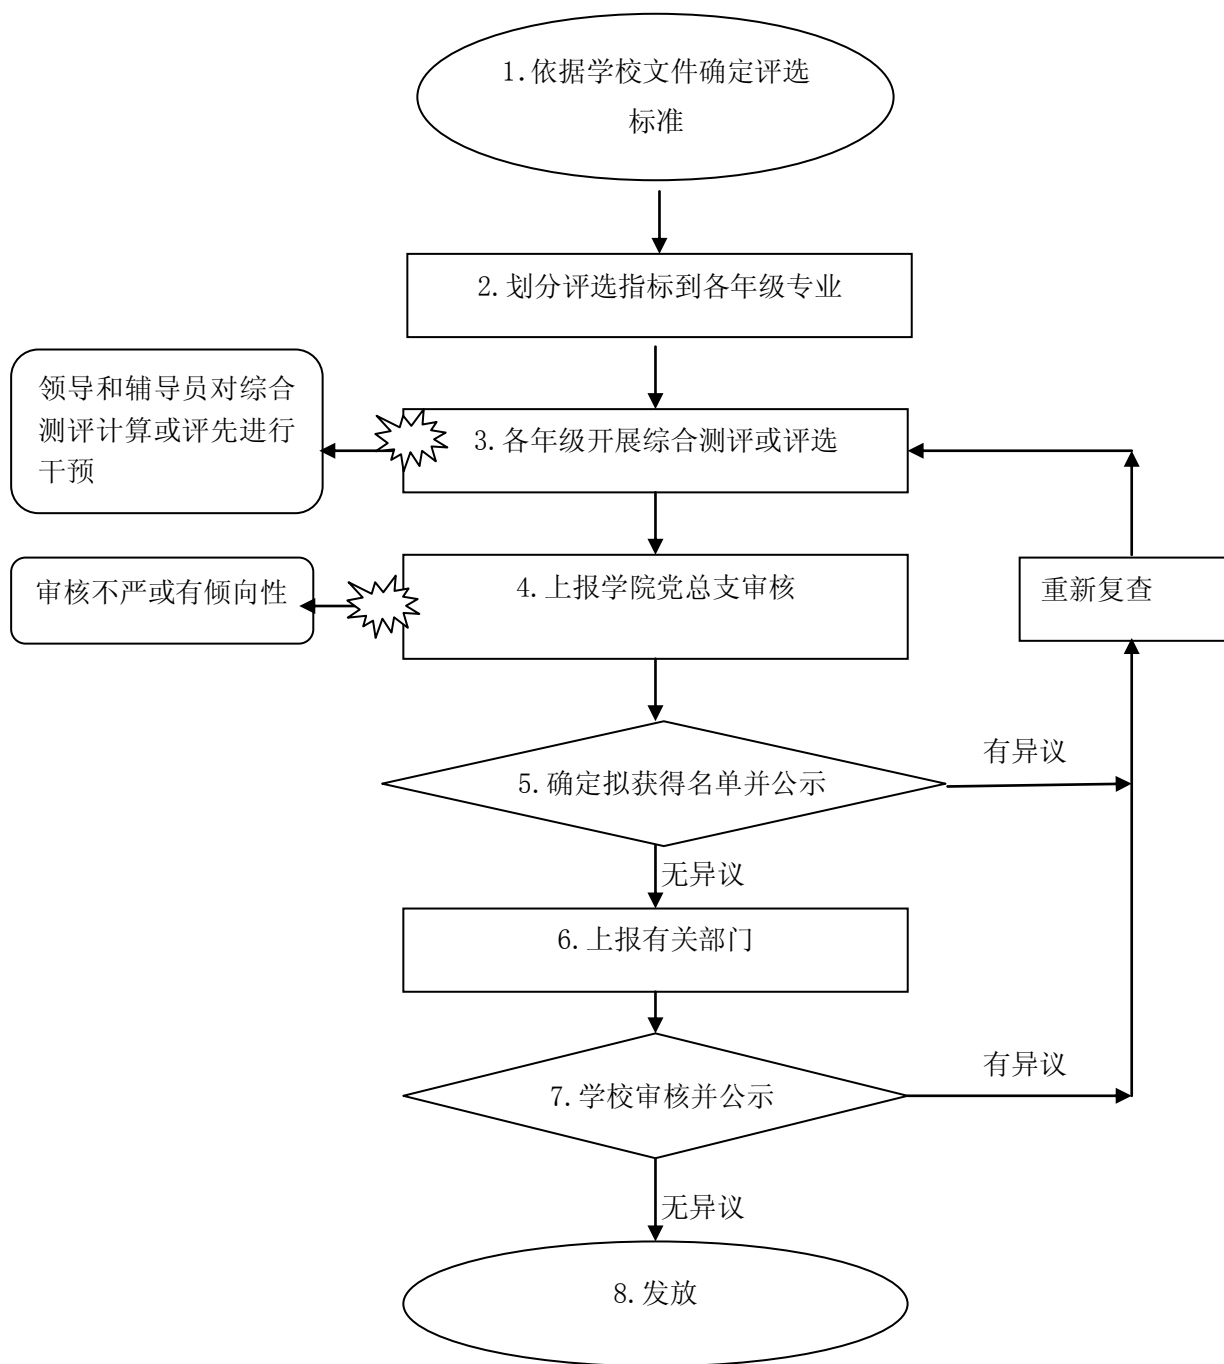 1.依据学校文件确定评选
标准
2.划分评选指标到各年级专业
领导和辅导员对综合
测评计算或评先进行
干预
3.各年级开展综合测评或评选
审核不严或有倾向性
4.上报学院党总支审核
重新复查
5.确定拟获得名单并公示
有异议
无异议
6.上报有关部门
7.学校审核并公示
有异议
无异议
8.发放